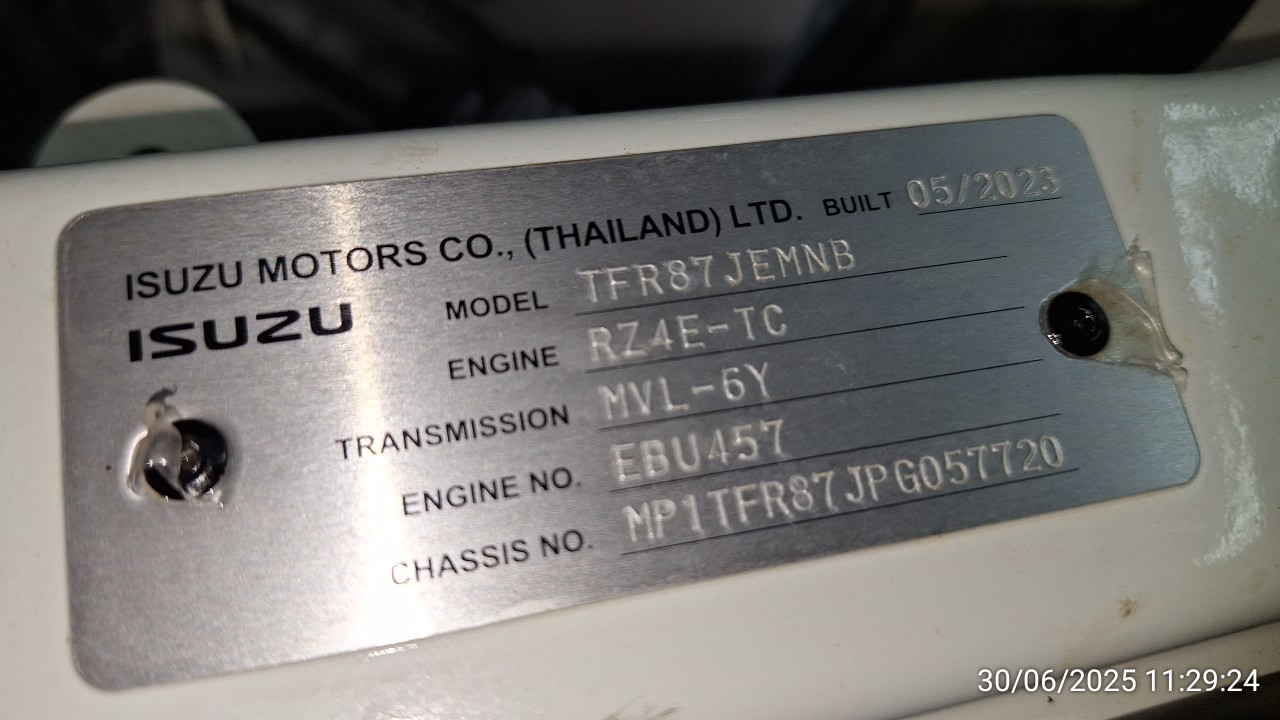 ISUZU MOTORS CO., (THAILAND) LTD. BUILT 05/2023
ISUZU
MODEL TFR87JEMNB
ENGINE RZ4E-TC
TRANSMISSION MVL-6Y
ENGINE NO. EBU457
CHASSIS NO. MP1TFR87JPG057720
30/06/2025 11:29:24